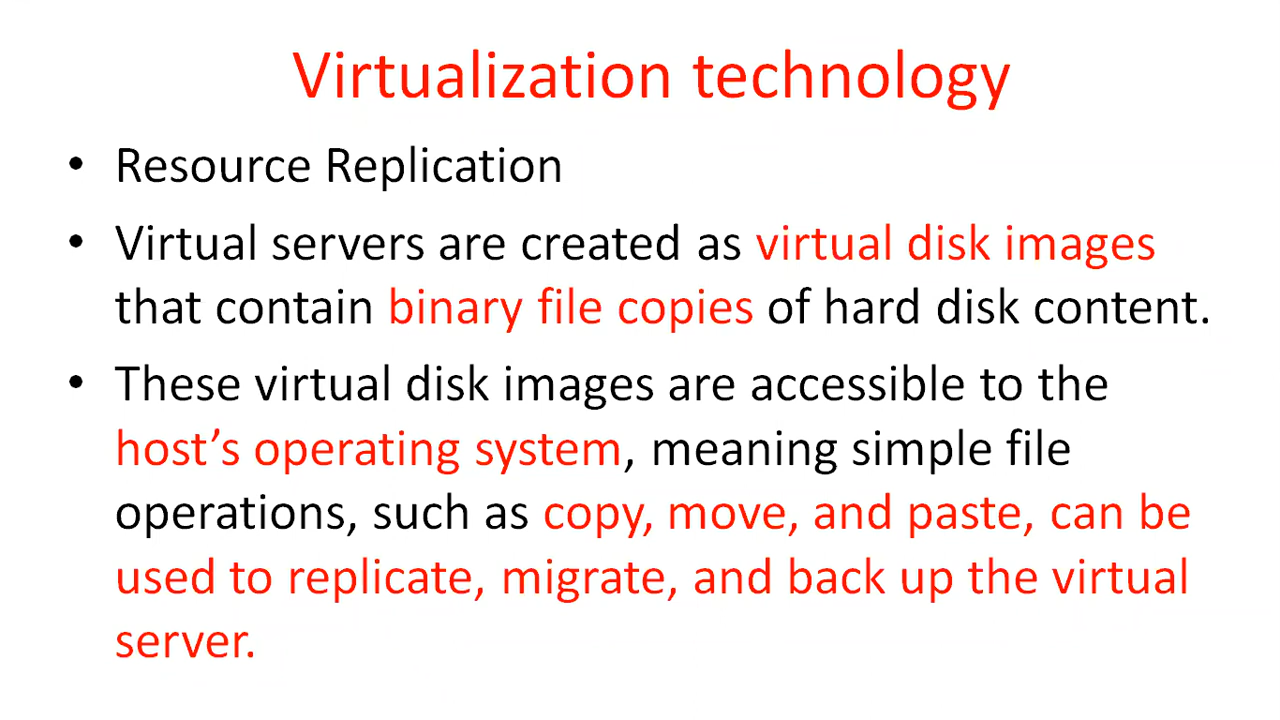 Virtualization technology
• Resource Replication
• Virtual servers are created as virtual disk images
that contain binary file copies of hard disk content.
• These virtual disk images are accessible to the
host’s operating system, meaning simple file
operations, such as copy, move, and paste, can be
used to replicate, migrate, and back up the virtual
server.